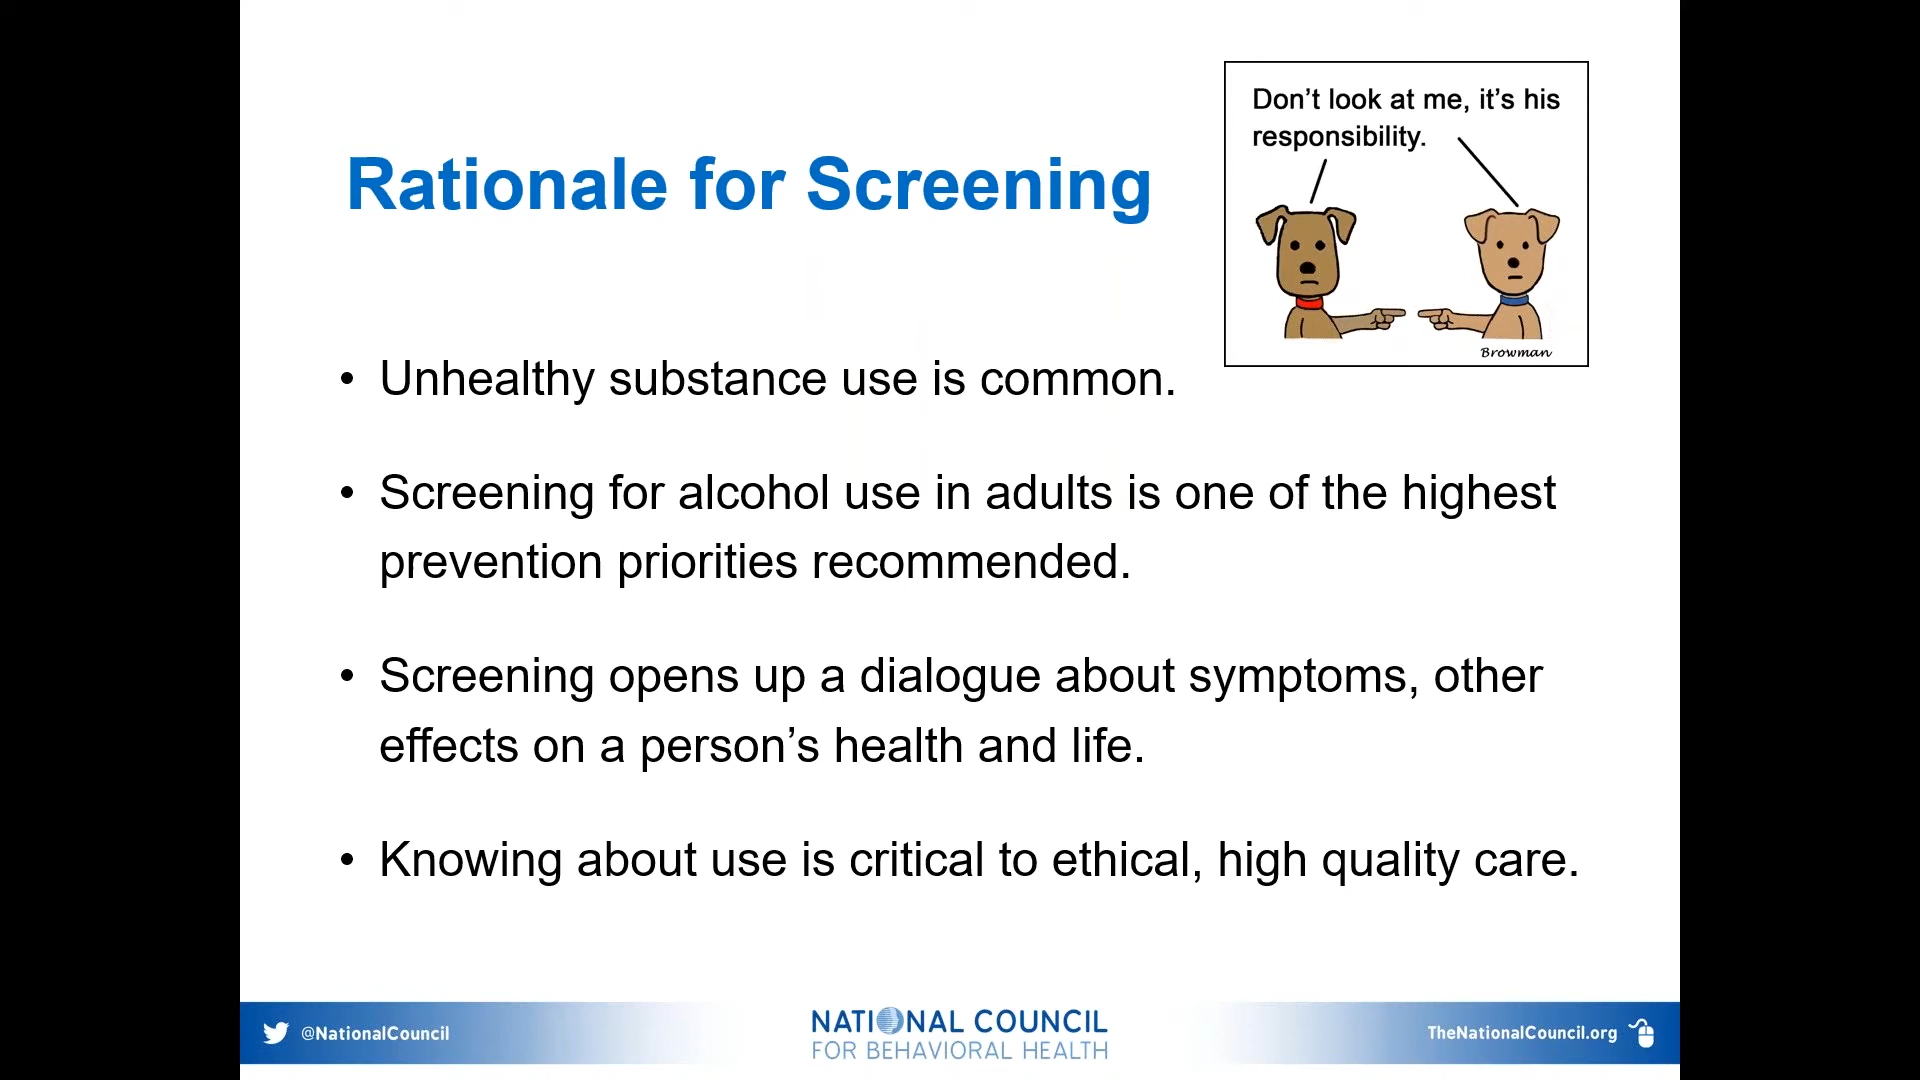 Don’t look at me, it’s his
responsibility.
Browman
Rationale for Screening
• Unhealthy substance use is common.
• Screening for alcohol use in adults is one of the highest
prevention priorities recommended.
• Screening opens up a dialogue about symptoms, other
effects on a person’s health and life.
• Knowing about use is critical to ethical, high quality care.
@NationalCouncil
NATIONAL COUNCIL
FOR BEHAVIORAL HEALTH
TheNationalCouncil.org